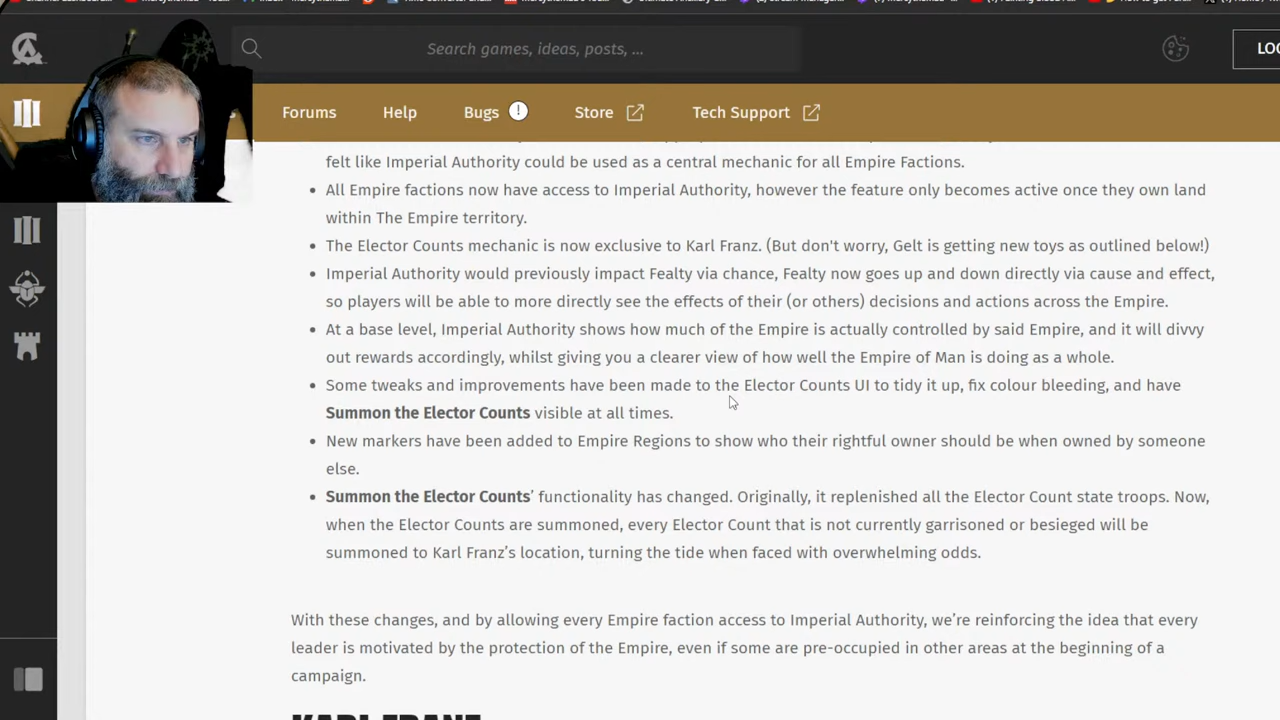 Search games, ideas, posts, ...
LOG
Forums
Help
Bugs
!
Store
Tech Support
felt like Imperial Authority could be used as a central mechanic for all Empire Factions.
All Empire factions now have access to Imperial Authority, however the feature only becomes active once they own land
within The Empire territory.
The Elector Counts mechanic is now exclusive to Karl Franz. (But don't worry, Gelt is getting new toys as outlined below!)
Imperial Authority would previously impact Fealty via chance, Fealty now goes up and down directly via cause and effect,
so players will be able to more directly see the effects of their (or others) decisions and actions across the Empire.
At a base level, Imperial Authority shows how much of the Empire is actually controlled by said Empire, and it will divvy
out rewards accordingly, whilst giving you a clearer view of how well the Empire of Man is doing as a whole.
Some tweaks and improvements have been made to the Elector Counts UI to tidy it up, fix colour bleeding, and have
Summon the Elector Counts visible at all times.
New markers have been added to Empire Regions to show who their rightful owner should be when owned by someone
else.
Summon the Elector Counts’ functionality has changed. Originally, it replenished all the Elector Count state troops. Now,
when the Elector Counts are summoned, every Elector Count that is not currently garrisoned or besieged will be
summoned to Karl Franz’s location, turning the tide when faced with overwhelming odds.
With these changes, and by allowing every Empire faction access to Imperial Authority, we’re reinforcing the idea that every
leader is motivated by the protection of the Empire, even if some are pre-occupied in other areas at the beginning of a
campaign.
KARL FRANZ